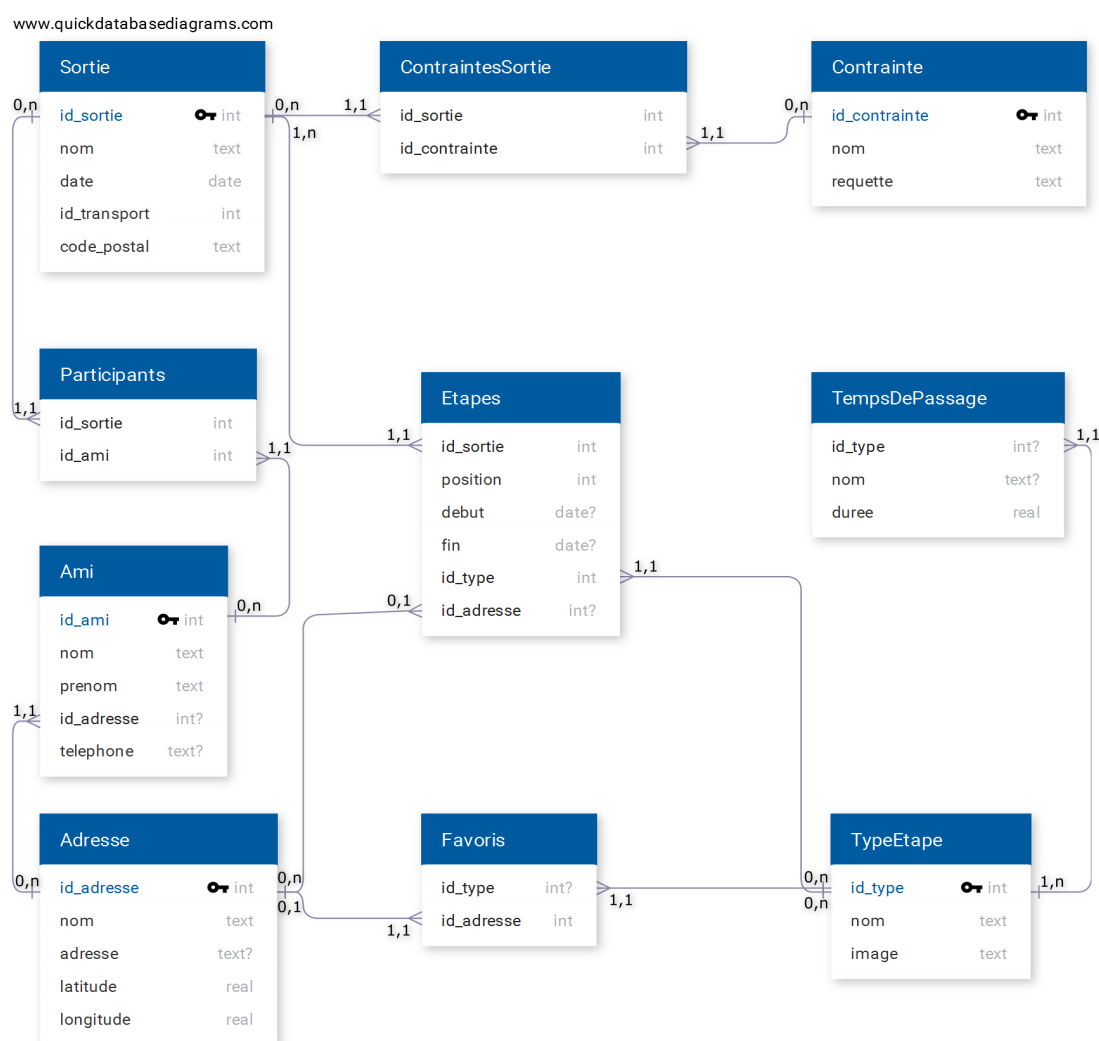 www.quickdatabasediagrams.com
Sortie
0,n
id_sortie int
0,n
1,n
nom text
date date
id_transport int
code_postal text
ContraintesSortie
1,1
id_sortie int
id_contrainte int
1,1
Contrainte
0,n
id_contrainte int
nom text
requette text
Participants
1,1
id_sortie int
id_ami int
1,1
Etapes
1,1
id_sortie int
position int
debut date?
fin date?
id_type int
1,1
0,1
id_adresse int?
TempsDePassage
id_type int?
1,1
nom text?
duree real
Ami
id_ami int
0,n
nom text
prenom text
1,1
id_adresse int?
telephone text?
Adresse
0,n
id_adresse int
0,n
0,1
nom text
adresse text?
latitude real
longitude real
Favoris
id_type int?
1,1
id_adresse int
1,1
TypeEtape
0,n
0,n
id_type int
1,n
nom text
image text